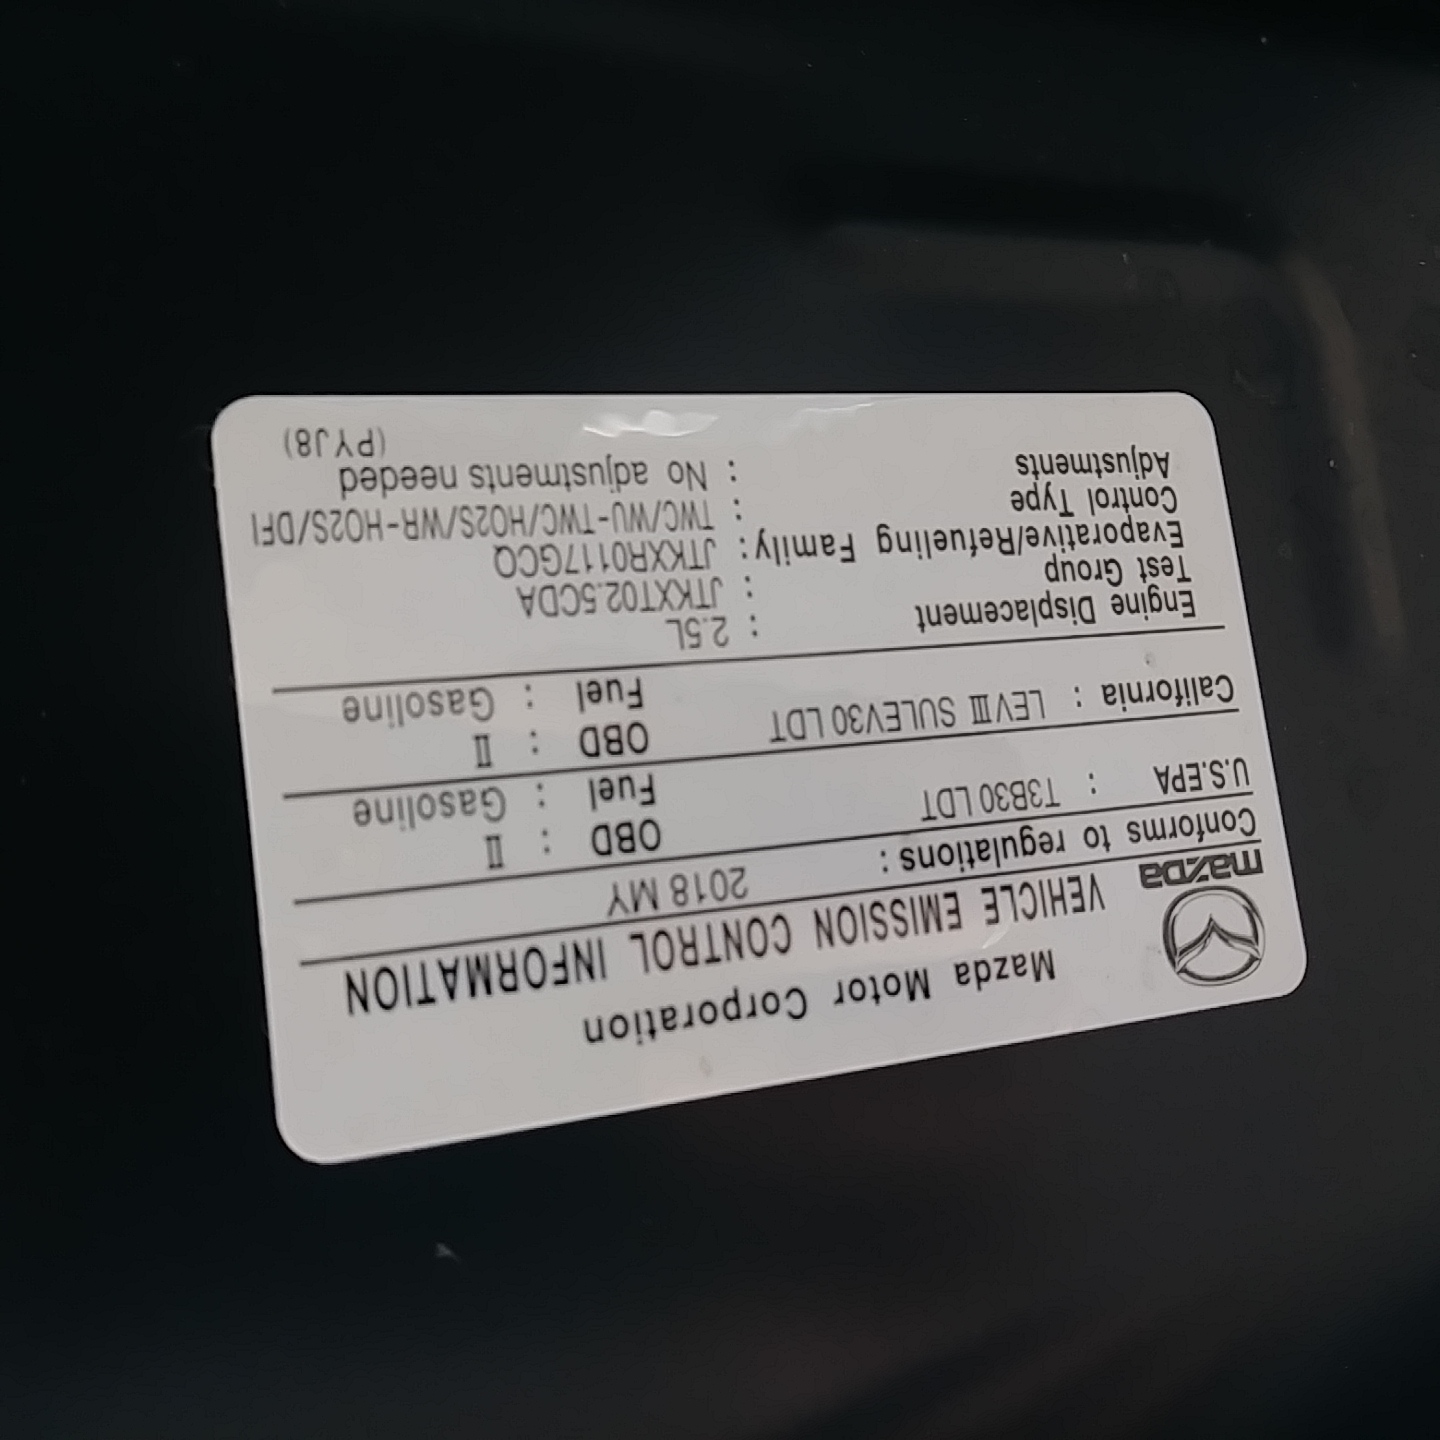 Mazda Motor Corporation
mazda VEHICLE EMISSION CONTROL INFORMATION
Conforms to regulations : 2018 MY
U.S.EPA : T3B30 LDT OBD : II
Fuel : Gasoline
California : LEVIII SULEV30 LDT OBD : II
Fuel : Gasoline
Engine Displacement : 2.5L
Test Group : JTKXT02.5CDA
Evaporative/Refueling Family : JTKXR0117GCQ
Control Type : TWC/WU-TWC/HO2S/WR-HO2S/DFI
Adjustments : No adjustments needed
(PYJ8)